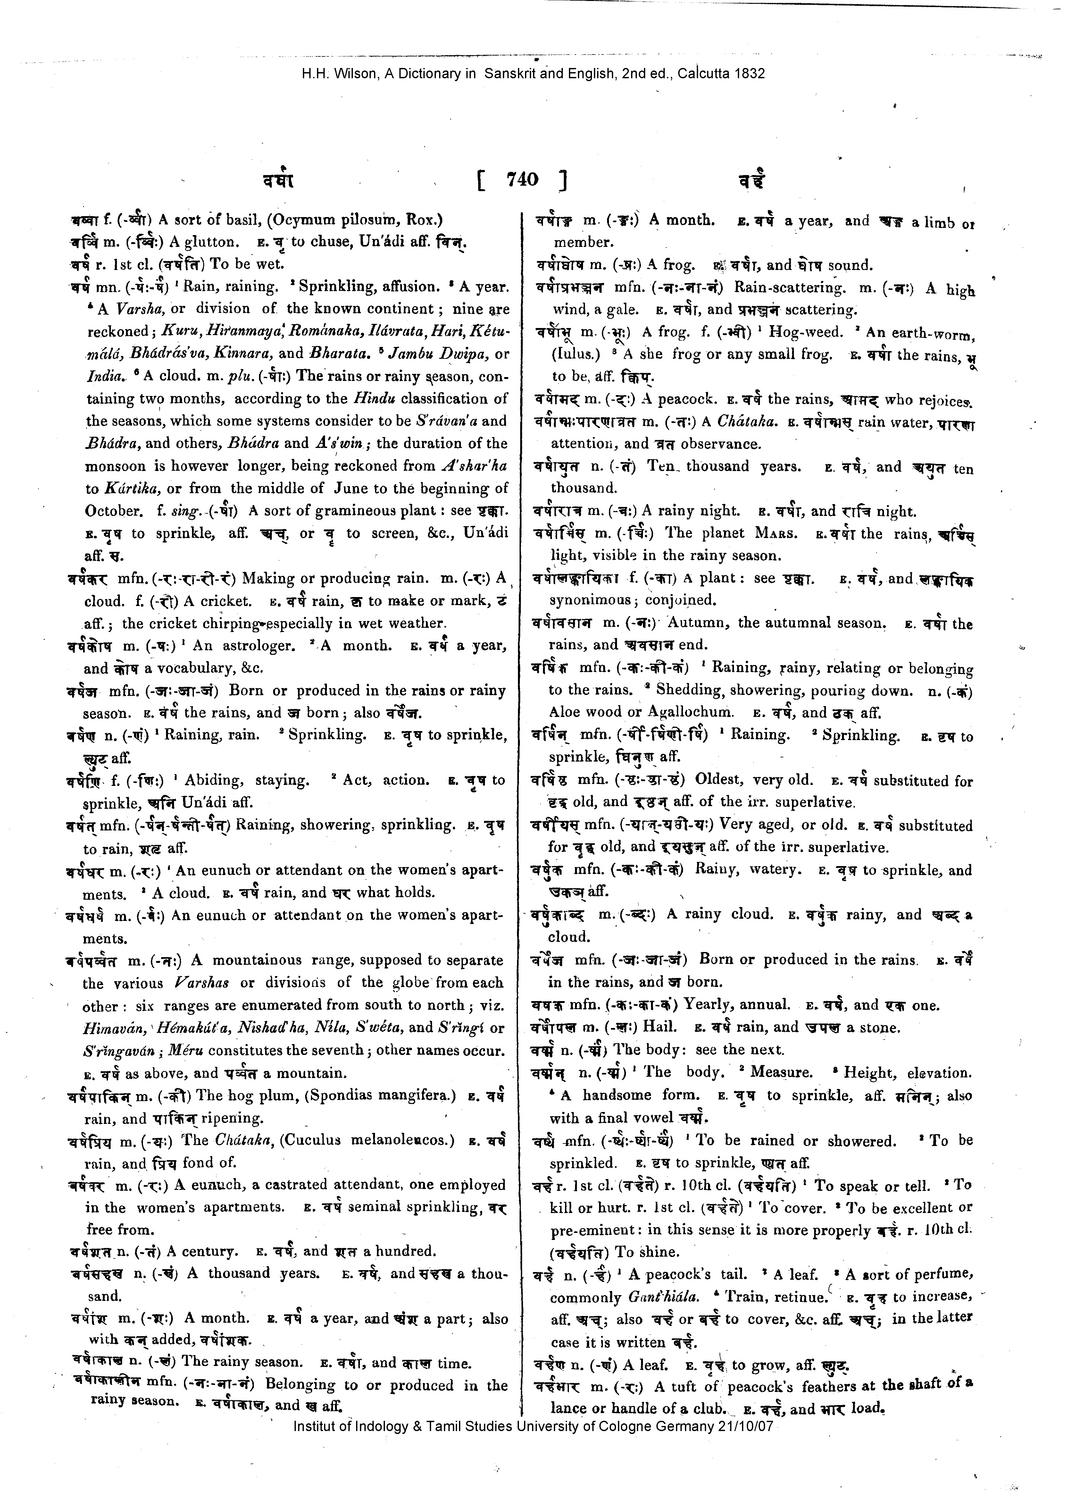 H.H. Wilson, A Dictionary in Sanskrit and English, 2nd ed., Calcutta 1832
वर्षा [ 740 ] वर्ह
f. (-र्व्वा) A sort of basil, (Ocymum pilosum, Rox.)
m. (-र्व्विः) A glutton. E. वृ to chuse, Un'ádi aff. विन्.
वर्ष r. 1st cl. (वर्षति) To be wet.
वर्ष mn. (-र्षः-र्षं) ¹ Rain, raining. ² Sprinkling, affusion. ³ A year.
⁴ A Varsha, or division of the known continent ; nine are
reckoned ; Kuru, Hiranmaya, Románaka, Ilávrata, Hari, Kétu-
málá, Bhádrás'va, Kinnara, and Bharata. ⁵ Jambu Dwipa, or
India. ⁶ A cloud. m. plu. (-र्षाः) The rains or rainy season, con-
taining two months, according to the Hindu classification of
the seasons, which some systems consider to be S'rávan'a and
Bhádra, and others, Bhádra and A's'win ; the duration of the
monsoon is however longer, being reckoned from A'shar'ha
to Kártika, or from the middle of June to the beginning of
October. f. sing. (-र्षा) A sort of gramineous plant : see पृक्का.
E. वृष to sprinkle, aff. अच्, or वृ to screen, &c., Un'ádi
aff. स.
वर्षकर mfn. (-रः-रा-री-रं) Making or producing rain. m. (-रः) A
cloud. f. (-री) A cricket. E. वर्ष rain, कृ to make or mark, ट
aff. ; the cricket chirping especially in wet weather.
वर्षकोष m. (-षः) ¹ An astrologer. ² A month. E. वर्ष a year,
and कोष a vocabulary, &c.
वर्षज mfn. (-जः-जा-जं) Born or produced in the rains or rainy
season. E. वर्ष the rains, and ज born ; also वर्षेज.
वर्षण n. (-णं) ¹ Raining, rain. ² Sprinkling. E. वृष to sprinkle,
ल्युट् aff.
वर्षणि f. (-णिः) ¹ Abiding, staying. ² Act, action. E. वृष to
sprinkle, अनि Un'ádi aff.
वर्षत् mfn. (-र्षन्-र्षन्ती-र्षत्) Raining, showering, sprinkling. E. वृष
to rain, शतृ aff.
वर्षधर m. (-रः) ¹ An eunuch or attendant on the women's apart-
ments. ² A cloud. E. वर्ष rain, and धर what holds.
वर्षधर्ष m. (-र्षः) An eunuch or attendant on the women's apart-
ments.
वर्षपर्व्वत m. (-तः) A mountainous range, supposed to separate
the various Varshas or divisions of the globe from each
other : six ranges are enumerated from south to north ; viz.
Himaván, Hémakút'a, Nishad'ha, Níla, S'wéta, and S'rĭngí or
S'rĭngaván ; Méru constitutes the seventh ; other names occur.
E. वर्ष as above, and पर्व्वत a mountain.
वर्षपाकिन् m. (-की) The hog plum, (Spondias mangifera.) E. वर्ष
rain, and पाकिन् ripening.
वर्षप्रिय m. (-यः) The Chátaka, (Cuculus melanoleucos.) E. वर्ष
rain, and प्रिय fond of.
वर्षवर m. (-रः) A eunuch, a castrated attendant, one employed
in the women's apartments. E. वर्ष seminal sprinkling, वर
free from.
वर्षशत n. (-तं) A century. E. वर्ष, and शत a hundred.
वर्षसहस्र n. (-स्रं) A thousand years. E. वर्ष, and सहस्र a thou-
sand.
वर्षांश m. (-शः) A month. E. वर्ष a year, and अंश a part ; also
with कन् added, वर्षांशक.
वर्षाकाल n. (-लं) The rainy season. E. वर्षा, and काल time.
वर्षाकालीन mfn. (-नः-ना-नं) Belonging to or produced in the
rainy season. E. वर्षाकाल, and ख aff.
वर्षाङ्ग m. (-ङ्गः) A month. E. वर्ष a year, and अङ्ग a limb or
member.
वर्षाघोष m. A frog. E. वर्षा, and घोष sound.
वर्षाप्रभञ्जन mfn. (-नः-ना-नं) Rain-scattering. m. (-नः) A high
wind, a gale. E. वर्षा, and प्रभञ्जन scattering.
वर्षाभू m. (-भूः) A frog. f. (-भ्वी) ¹ Hog-weed. ² An earth-worm,
(Iulus.) ³ A she frog or any small frog. E. वर्षा the rains, भू
to be, aff. क्विप्.
वर्षामद m. (-दः) A peacock. E. वर्ष the rains, आमद who rejoices.
वर्षाम्भःपारणाव्रत m. (-तः) A Chátaka. E. वर्षाम्भस् rain water, पारणा
attention, and व्रत observance.
वर्षायुत n. (-तं) Ten thousand years. E. वर्ष, and अयुत ten
thousand.
वर्षारात्र m. (-त्रः) A rainy night. E. वर्षा, and रात्रि night.
वर्षार्चिस् m. (-र्चिः) The planet MARS. E. वर्षा the rains, अर्चिस्
light, visible in the rainy season.
वर्षालङ्कायिका f. (-का) A plant : see पृक्का. E. वर्ष, and लङ्कायिक
synonimous ; conjoined.
वर्षावसान m. (-नः) Autumn, the autumnal season. E. वर्षा the
rains, and अवसान end.
वर्षिक mfn. (-कः-की-कं) ¹ Raining, rainy, relating or belonging
to the rains. ² Shedding, showering, pouring down. n. (-कं)
Aloe wood or Agallochum. E. वर्ष, and ठक् aff.
वर्षिन् mfn. (-र्षी-र्षिणी-र्षि) ¹ Raining. ² Sprinkling. E. वृष to
sprinkle, घिनुण् aff.
वर्षिष्ठ mfn. (-ष्ठः-ष्ठा-ष्ठं) Oldest, very old. E. वर्ष substituted for
वृद्ध old, and इष्ठन् aff. of the irr. superlative.
वर्षीयस् mfn. (-यान्-यसी-यः) Very aged, or old. E. वर्ष substituted
for वृद्ध old, and इयसुन् aff. of the irr. superlative.
वर्षुक mfn. (-कः-की-कं) Rainy, watery. E. वृष to sprinkle, and
उकञ् aff.
वर्षुकाब्द m. (-ब्दः) A rainy cloud. E. वर्षुक rainy, and अब्द a
cloud.
वर्षेज mfn. (-जः-जा-जं) Born or produced in the rains. E. वर्षे
in the rains, and ज born.
mfn. (-कः-का-कं) Yearly, annual. E. वर्ष, and एक one.
वर्षोपल m. (-लः) Hail. E. वर्ष rain, and उपल a stone.
वर्ष्म n. (-र्ष्मं) The body : see the next.
वर्ष्मन् n. (-र्ष्म) ¹ The body. ² Measure. ³ Height, elevation.
⁴ A handsome form. E. वृष to sprinkle, aff. मनिन्; also
with a final vowel वर्ष्म.
वर्ष्य mfn. (-र्ष्यः-र्ष्या-र्ष्यं) ¹ To be rained or showered. ² To be
sprinkled. E. वृष to sprinkle, ण्यत् aff.
वर्ह r. 1st cl. (वर्हते) r. 10th cl. (वर्हयति) ¹ To speak or tell. ² To
kill or hurt. r. 1st cl. (वर्हते) ¹ To cover. ² To be excellent or
pre-eminent : in this sense it is more properly बर्ह. r. 10th cl.
(वर्हयति) To shine.
वर्ह n. (-र्हं) ¹ A peacock's tail. ² A leaf. ³ A sort of perfume,
commonly Gant'hiála. ⁴ Train, retinue. E. वृह to increase,
aff. अच्; also वर्ह or बर्ह to cover, &c. aff. अच्; in the latter
case it is written बर्ह.
वर्हण n. (-णं) A leaf. E. वृह to grow, aff. ल्युट्.
वर्हभार m. (-रः) A tuft of peacock's feathers at the shaft of a
lance or handle of a club. E. वर्ह, and भार load.
Institut of Indology & Tamil Studies University of Cologne Germany 21/10/07